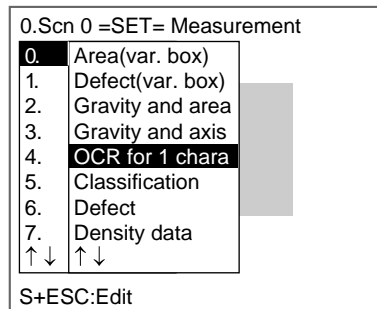 0.Scn 0 =SET= Measurement
0. Area(var. box)
1. Defect(var. box)
2. Gravity and area
3. Gravity and axis
4. OCR for 1 chara
5. Classification
6. Defect
7. Density data
↑↓ ↑↓
S+ESC:Edit